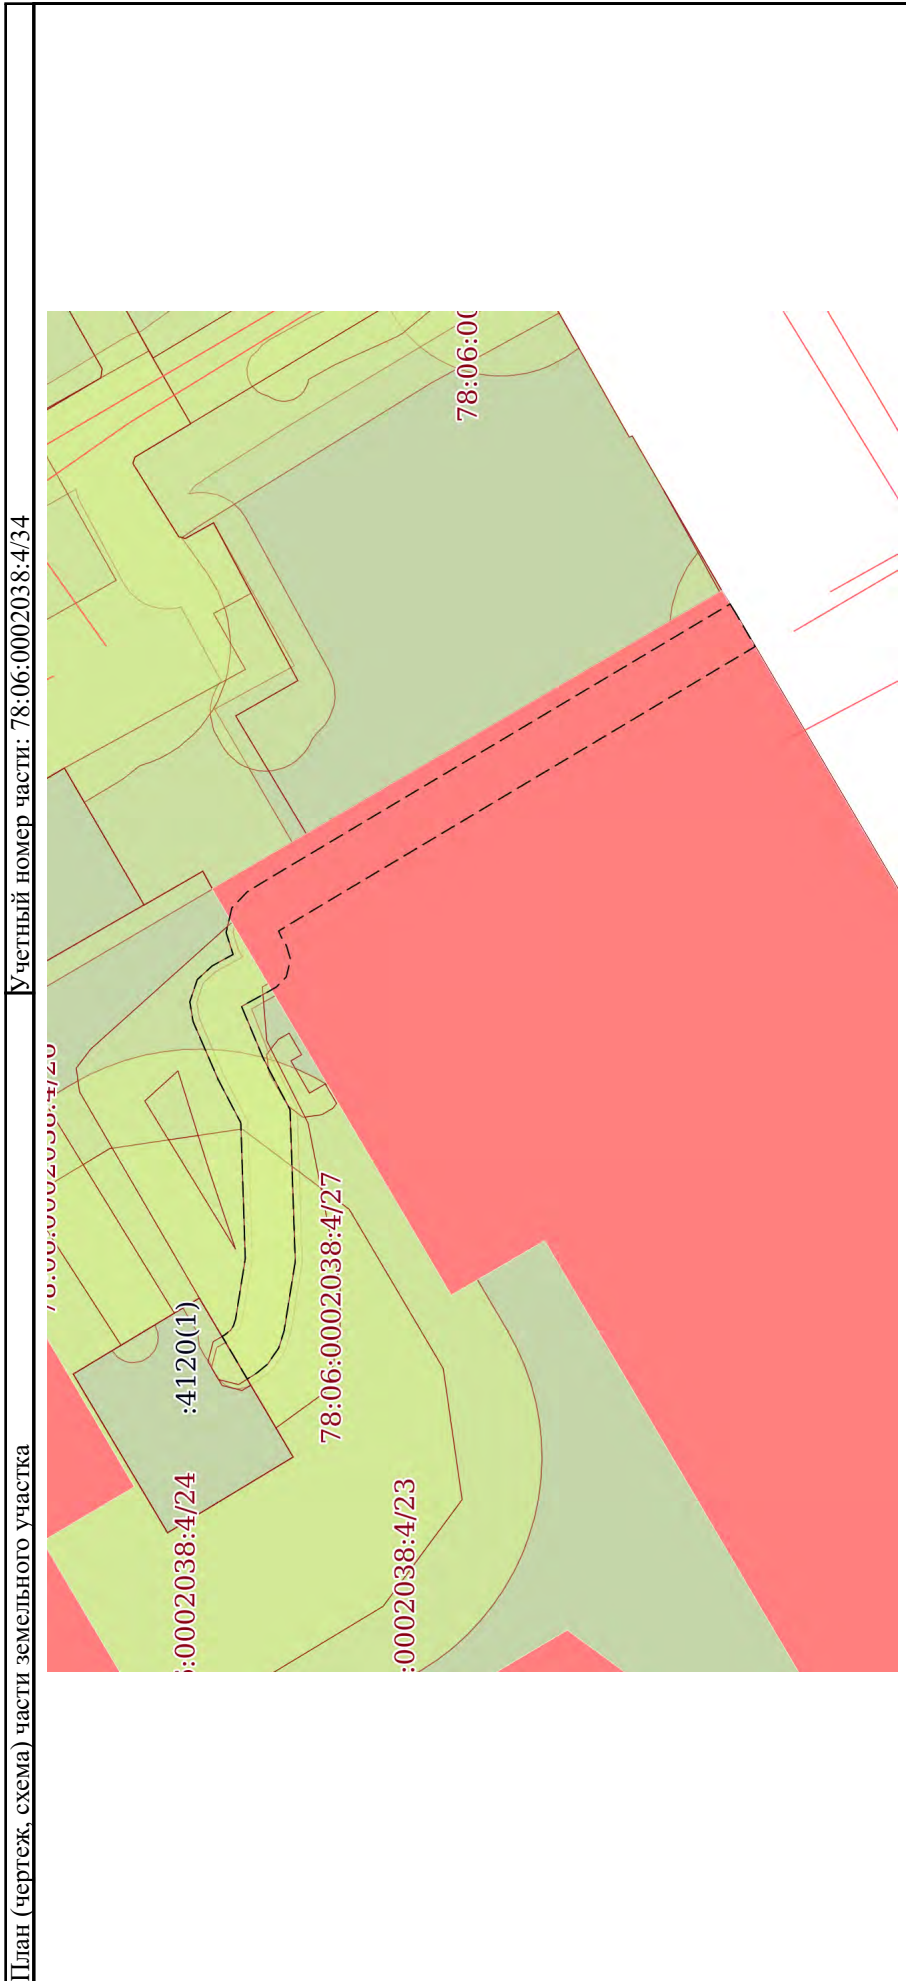 План (чертеж, схема) части земельного участка
Учетный номер части: 78:06:0002038:4/34
:4120(1)
:0002038:4/24
78:06:0002038:4/27
:0002038:4/23
78:06:00